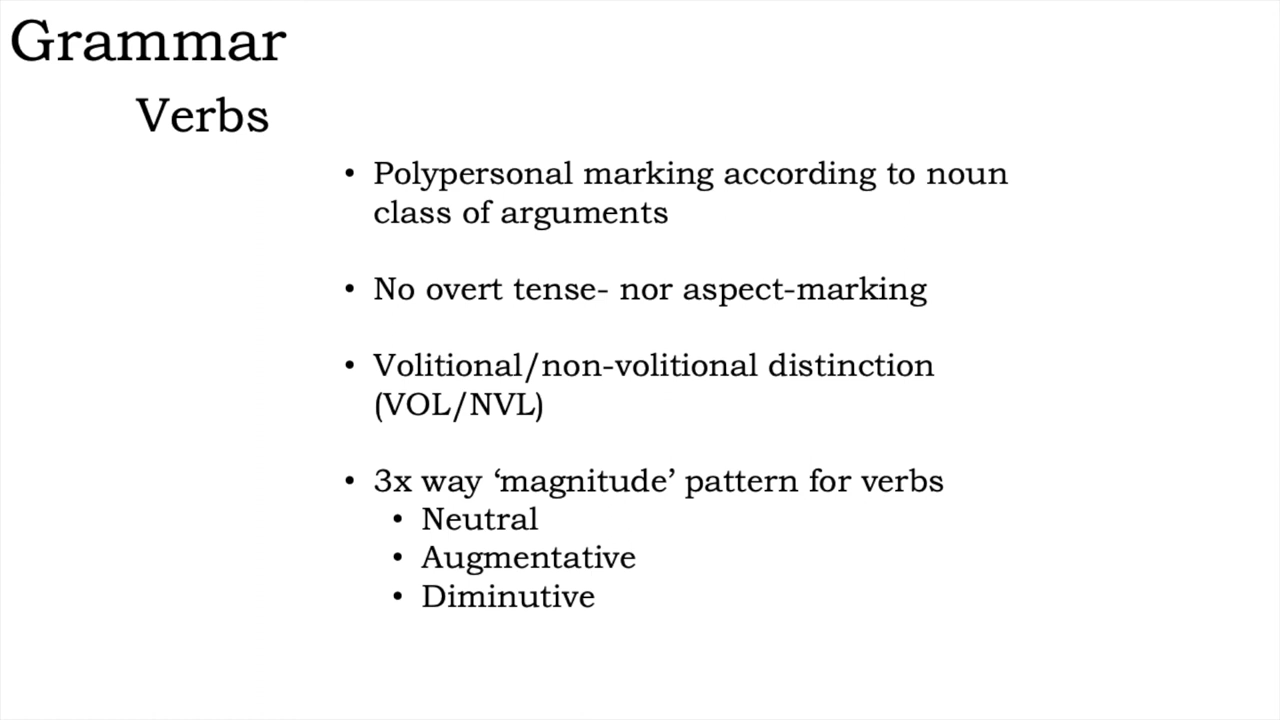 Grammar
Verbs
• Polypersonal marking according to noun
class of arguments
• No overt tense- nor aspect-marking
• Volitional/non-volitional distinction
(VOL/NVL)
• 3x way ‘magnitude’ pattern for verbs
• Neutral
• Augmentative
• Diminutive